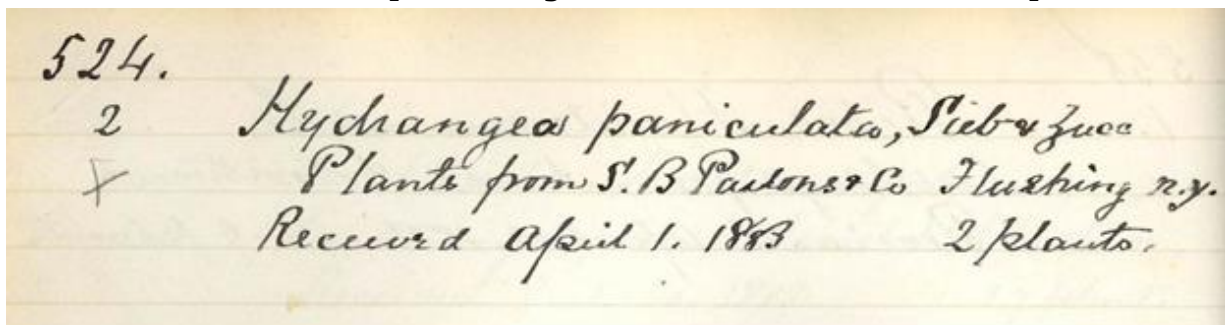 524.
2 Hydrangea paniculata, Sieb & Zucc
X Plants from S. B Parsons & Co Flushing n.y.
Received April 1. 1883 2 plants.